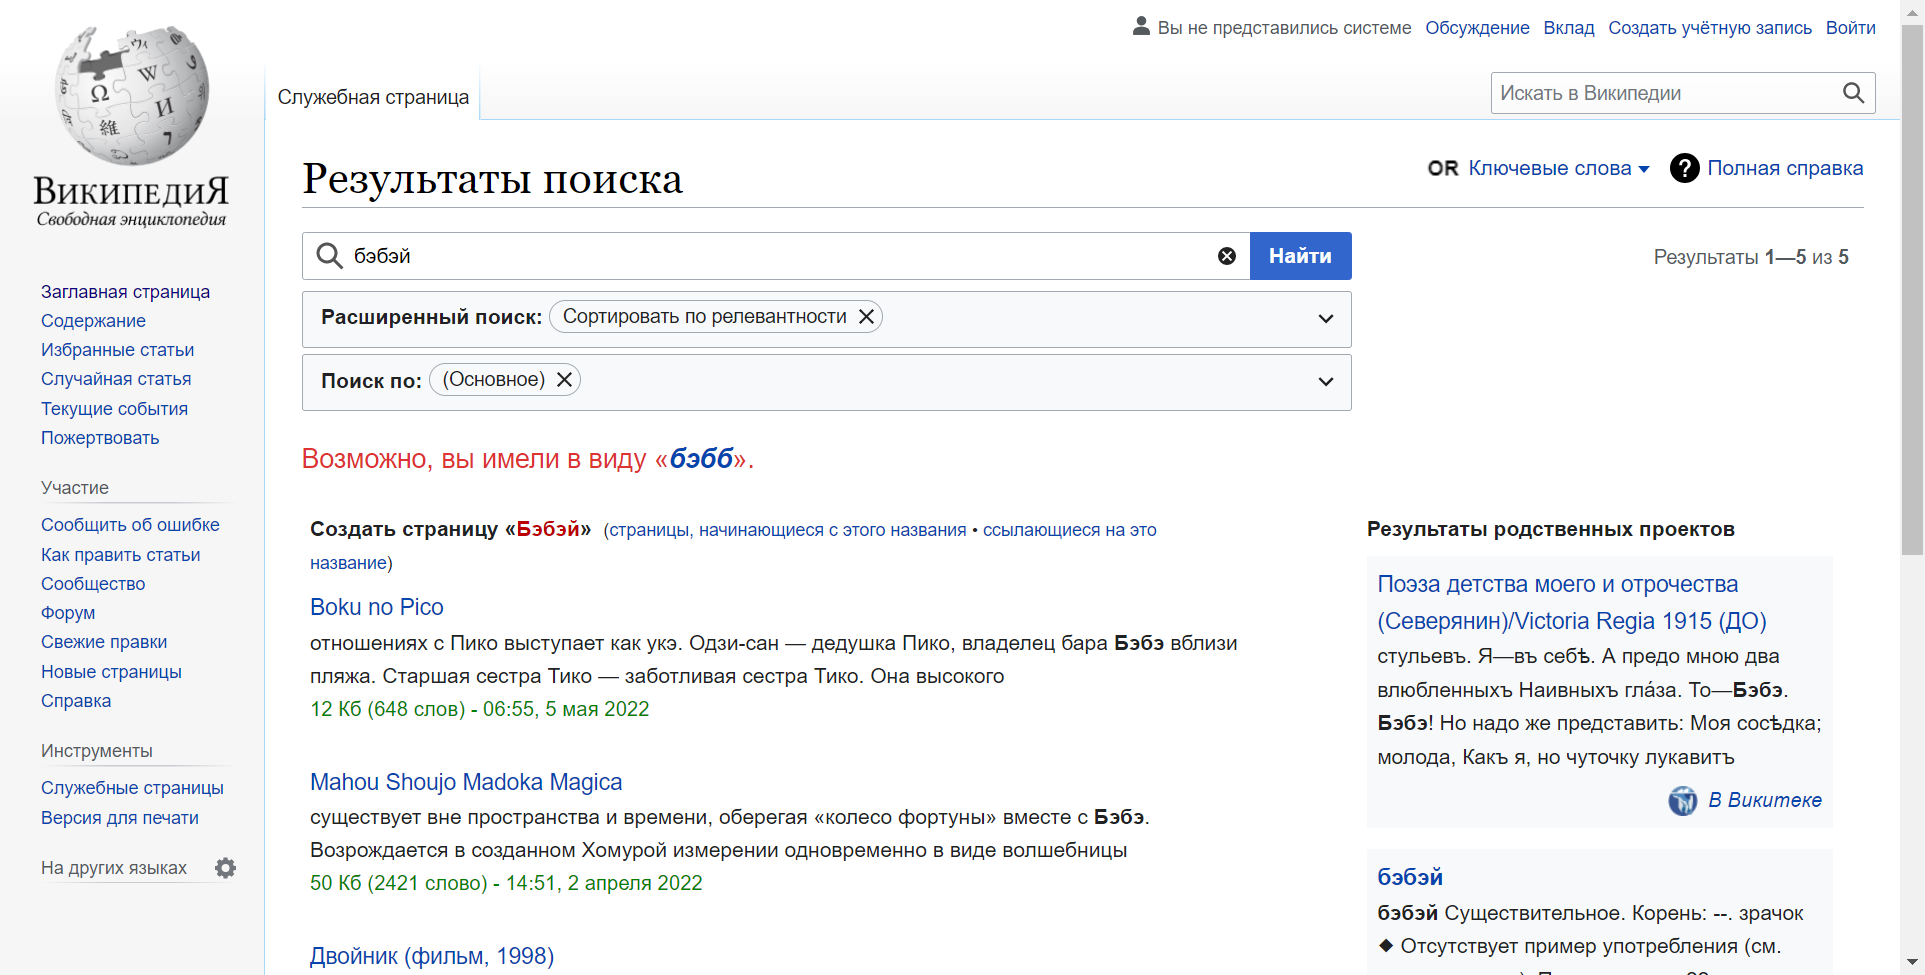 Вы не представились системе Обсуждение Вклад Создать учётную запись Войти
Служебная страница
Искать в Википедии
ВикипедиЯ
Свободная энциклопедия
Заглавная страница
Содержание
Избранные статьи
Случайная статья
Текущие события
Пожертвовать
Участие
Сообщить об ошибке
Как править статьи
Сообщество
Форум
Свежие правки
Новые страницы
Справка
Инструменты
Служебные страницы
Версия для печати
На других языках
Результаты поиска
OR Ключевые слова ? Полная справка
бэбэй
Найти
Результаты 1—5 из 5
Расширенный поиск: Сортировать по релевантности
Поиск по: (Основное)
Возможно, вы имели в виду «бэбб».
Создать страницу «Бэбэй» (страницы, начинающиеся с этого названия • ссылающиеся на это
название)
Boku no Pico
отношениях с Пико выступает как укэ. Одзи-сан — дедушка Пико, владелец бара Бэбэ вблизи
пляжа. Старшая сестра Тико — заботливая сестра Тико. Она высокого
12 Кб (648 слов) - 06:55, 5 мая 2022
Mahou Shoujo Madoka Magica
существует вне пространства и времени, оберегая «колесо фортуны» вместе с Бэбэ.
Возрождается в созданном Хомурой измерении одновременно в виде волшебницы
50 Кб (2421 слово) - 14:51, 2 апреля 2022
Двойник (фильм, 1998)
Результаты родственных проектов
Поэза детства моего и отрочества
(Северянин)/Victoria Regia 1915 (ДО)
стульевъ. Я—въ себѣ. А предо мною два
влюбленныхъ Наивныхъ гла́за. То—Бэбэ.
Бэбэ! Но надо же представить: Моя сосѣдка;
молода, Какъ я, но чуточку лукавитъ
В Викитеке
бэбэй
бэбэй Существительное. Корень: --. зрачок
◆ Отсутствует пример употребления (см.